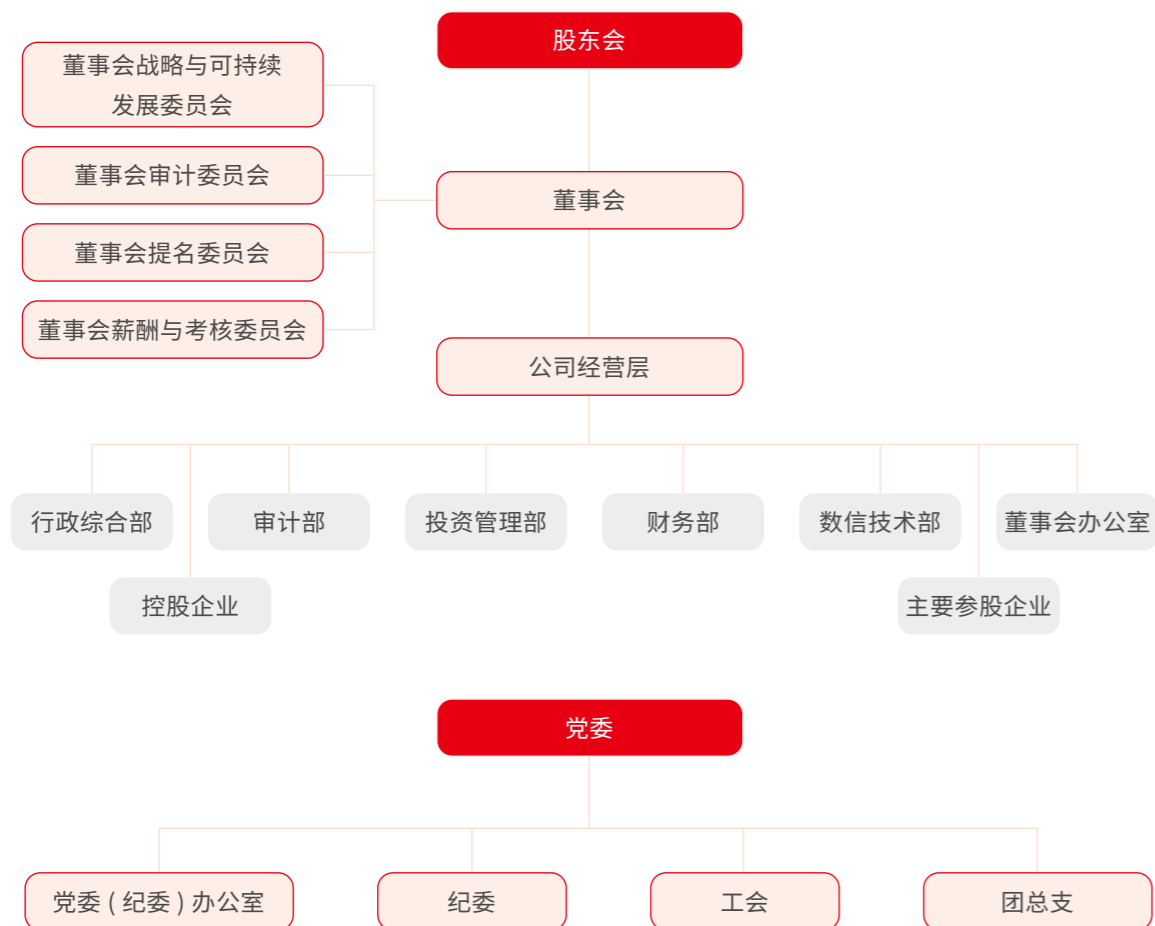 股东会
董事会战略与可持续
发展委员会
董事会审计委员会
董事会
董事会提名委员会
董事会薪酬与考核委员会
公司经营层
行政综合部
审计部
投资管理部
财务部
数信技术部
董事会办公室
控股企业
主要参股企业
党委
党委 ( 纪委 ) 办公室
纪委
工会
团总支